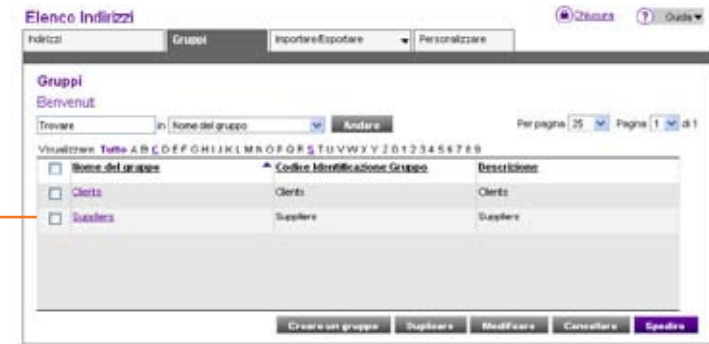 Elenco Indirizzi Chiusura ? Guida
Indirizzi Gruppi Importare/Esportare Personalizzare
Gruppi
Benvenuti
Trovare in Nome del gruppo Andare Per pagina 25 Pagina 1 di 1
Visualizzare: Tutto A B C D E F G H I J K L M N O P Q R S T U V W X Y Z 0 1 2 3 4 5 6 7 8 9
Nome del gruppo Codice Identificazione Gruppo Descrizione
Clients Clients Clients
Suppliers Suppliers Suppliers
Creare un gruppo Duplicare Modificare Cancellare Spedire